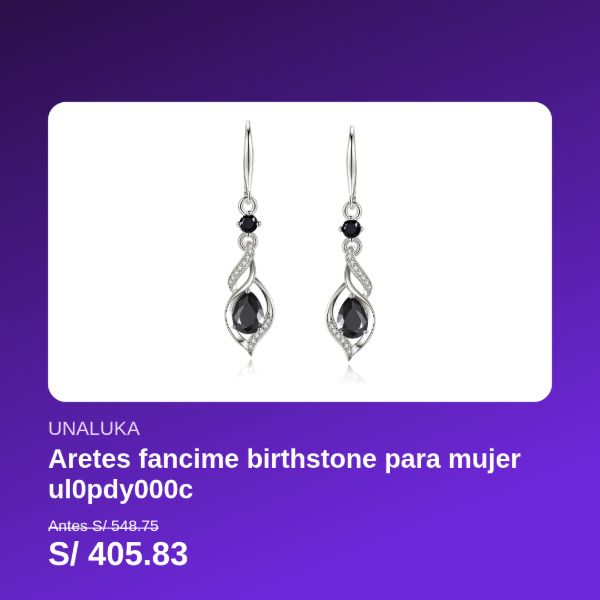 UNALUKA
Aretes fancime birthstone para mujer
ul0pdy000c
Antes S/ 548.75
S/ 405.83